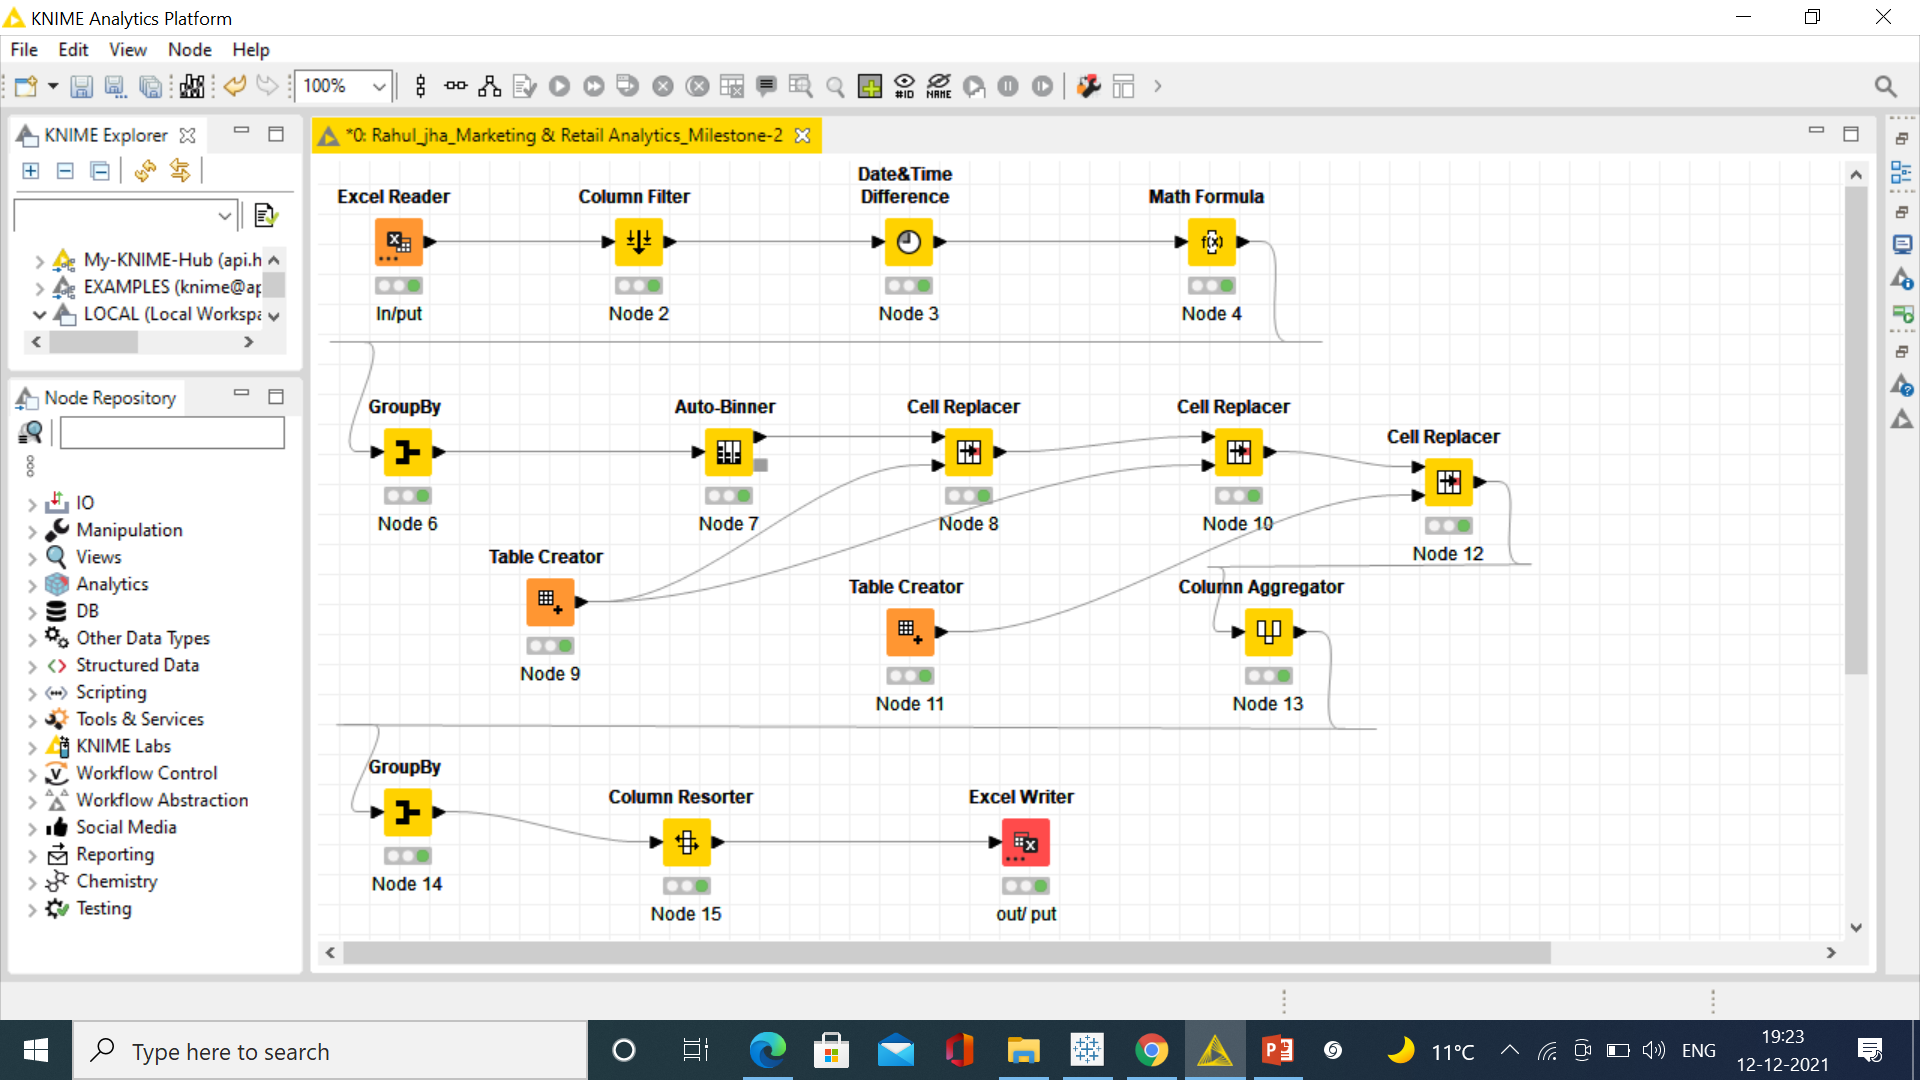 KNIME Analytics Platform
File Edit View Node Help
100% #ID NAME
KNIME Explorer
*0: Rahul_jha_Marketing & Retail Analytics_Milestone-2
My-KNIME-Hub (api.h
EXAMPLES (knime@ap
LOCAL (Local Workspa
Node Repository
IO
Manipulation
Views
Analytics
DB
Other Data Types
Structured Data
Scripting
Tools & Services
KNIME Labs
Workflow Control
Workflow Abstraction
Social Media
Reporting
Chemistry
Testing
Excel Reader
In/put
Column Filter
Node 2
Date&Time
Difference
Node 3
Math Formula
f(x)
Node 4
GroupBy
Node 6
Auto-Binner
Node 7
Cell Replacer
Node 8
Cell Replacer
Node 10
Cell Replacer
Node 12
Table Creator
Node 9
Table Creator
Node 11
Column Aggregator
Node 13
GroupBy
Node 14
Column Resorter
Node 15
Excel Writer
out/ put
Type here to search
11°C
ENG
19:23
12-12-2021